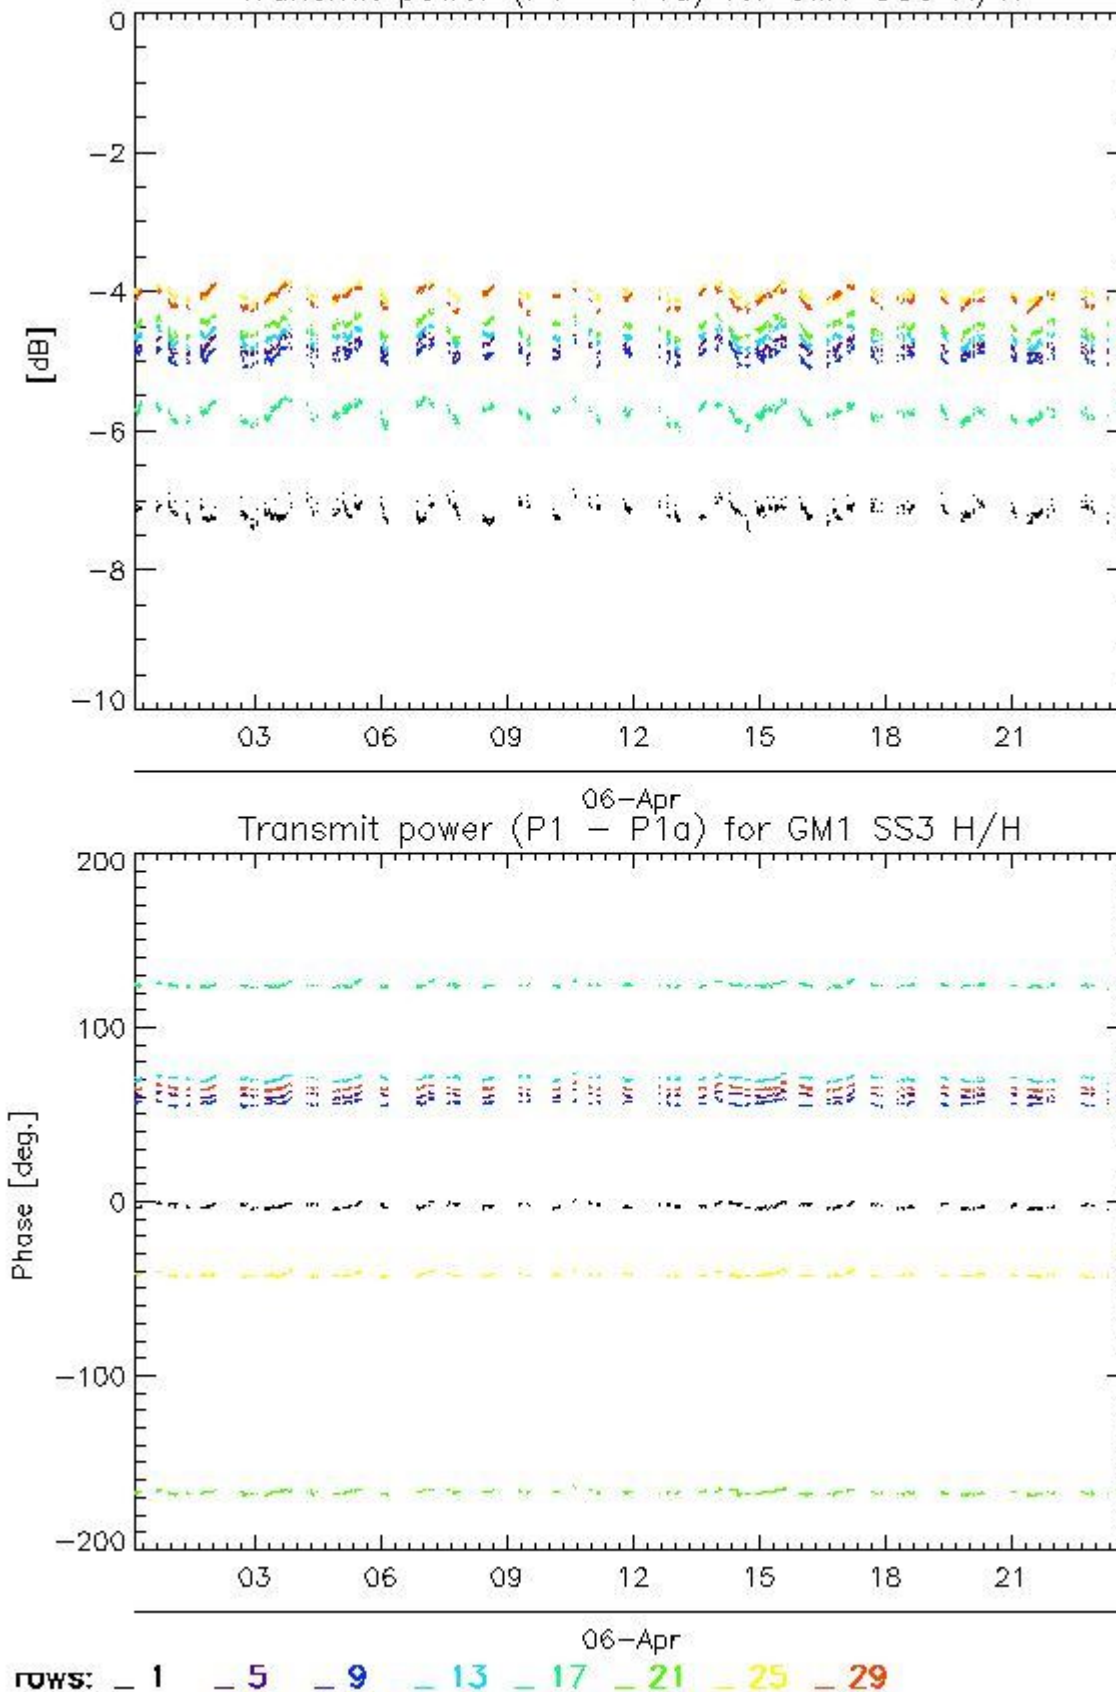 0
−2
−4
[dB]
−6
−8
−10
03 06 09 12 15 18 21
06−Apr
Transmit power (P1 − P1a) for GM1 SS3 H/H
200
100
Phase [deg.]
0
−100
−200
03 06 09 12 15 18 21
06−Apr
rows: _ 1 _ 5 _ 9 _ 13 _ 17 _ 21 _ 25 _ 29